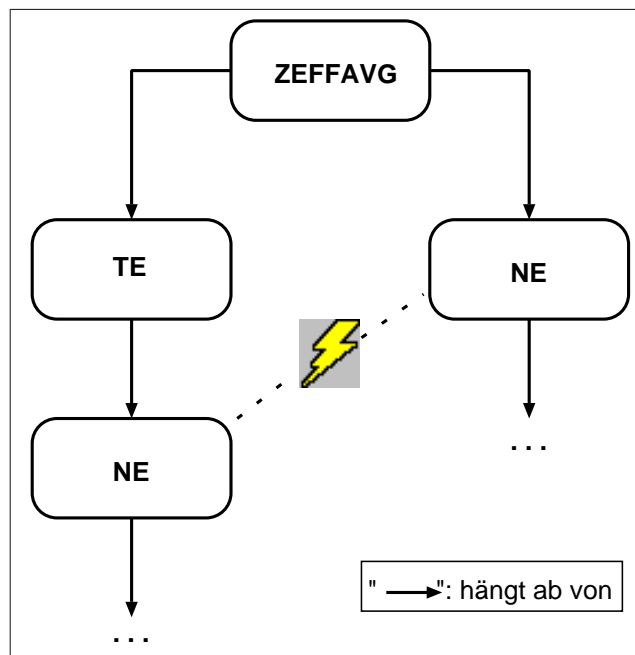 ZEFFAVG
TE
NE
NE
. . .
" ⟶": hängt ab von
. . .